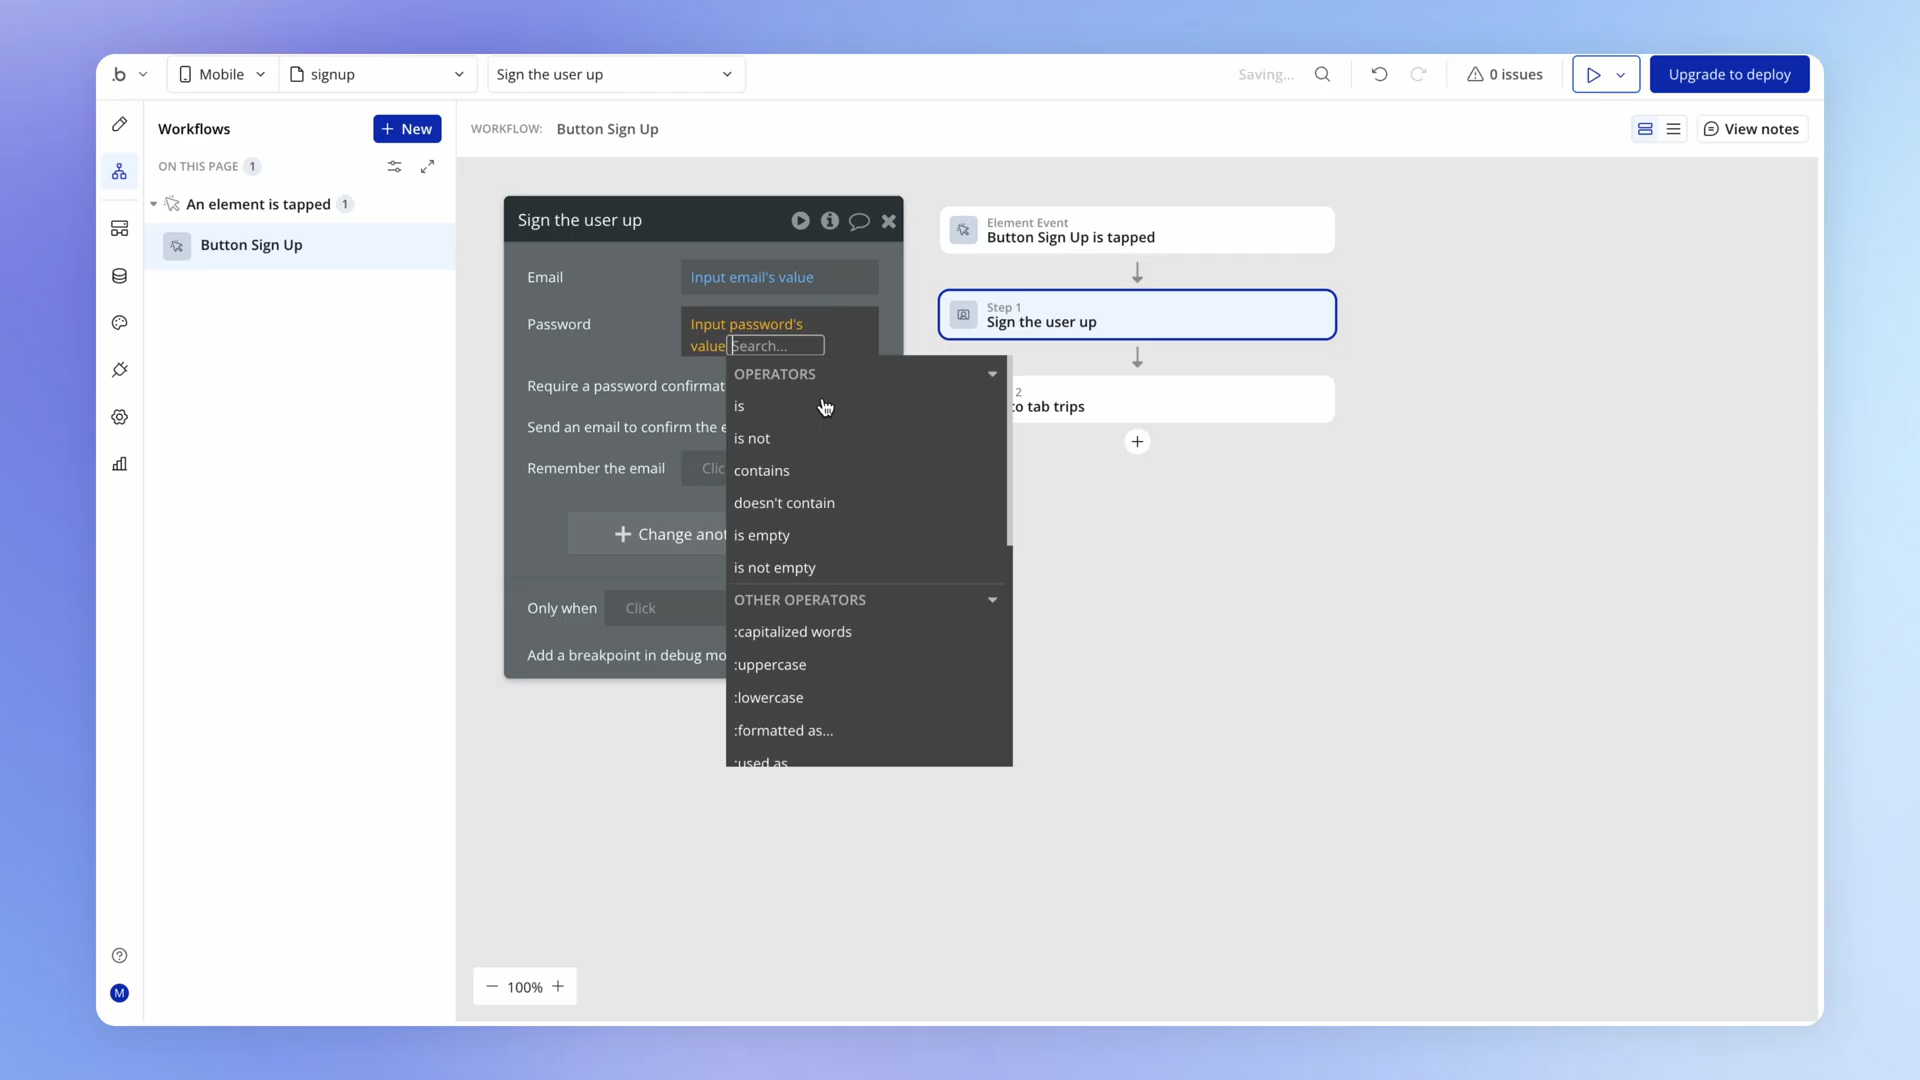 .b
Mobile
signup
Sign the user up
Saving...
0 issues
Upgrade to deploy
Workflows
+ New
WORKFLOW:
Button Sign Up
View notes
ON THIS PAGE 1
An element is tapped 1
Button Sign Up
Sign the user up
Email
Input email's value
Password
Input password's
value
Search...
Require a password confirmat
Send an email to confirm the e
Remember the email
Clic
Change anot
Only when
Click
Add a breakpoint in debug mo
OPERATORS
is
is not
contains
doesn't contain
is empty
is not empty
OTHER OPERATORS
:capitalized words
:uppercase
:lowercase
:formatted as...
:used as
Element Event
Button Sign Up is tapped
Step 1
Sign the user up
2
to tab trips
100%
M